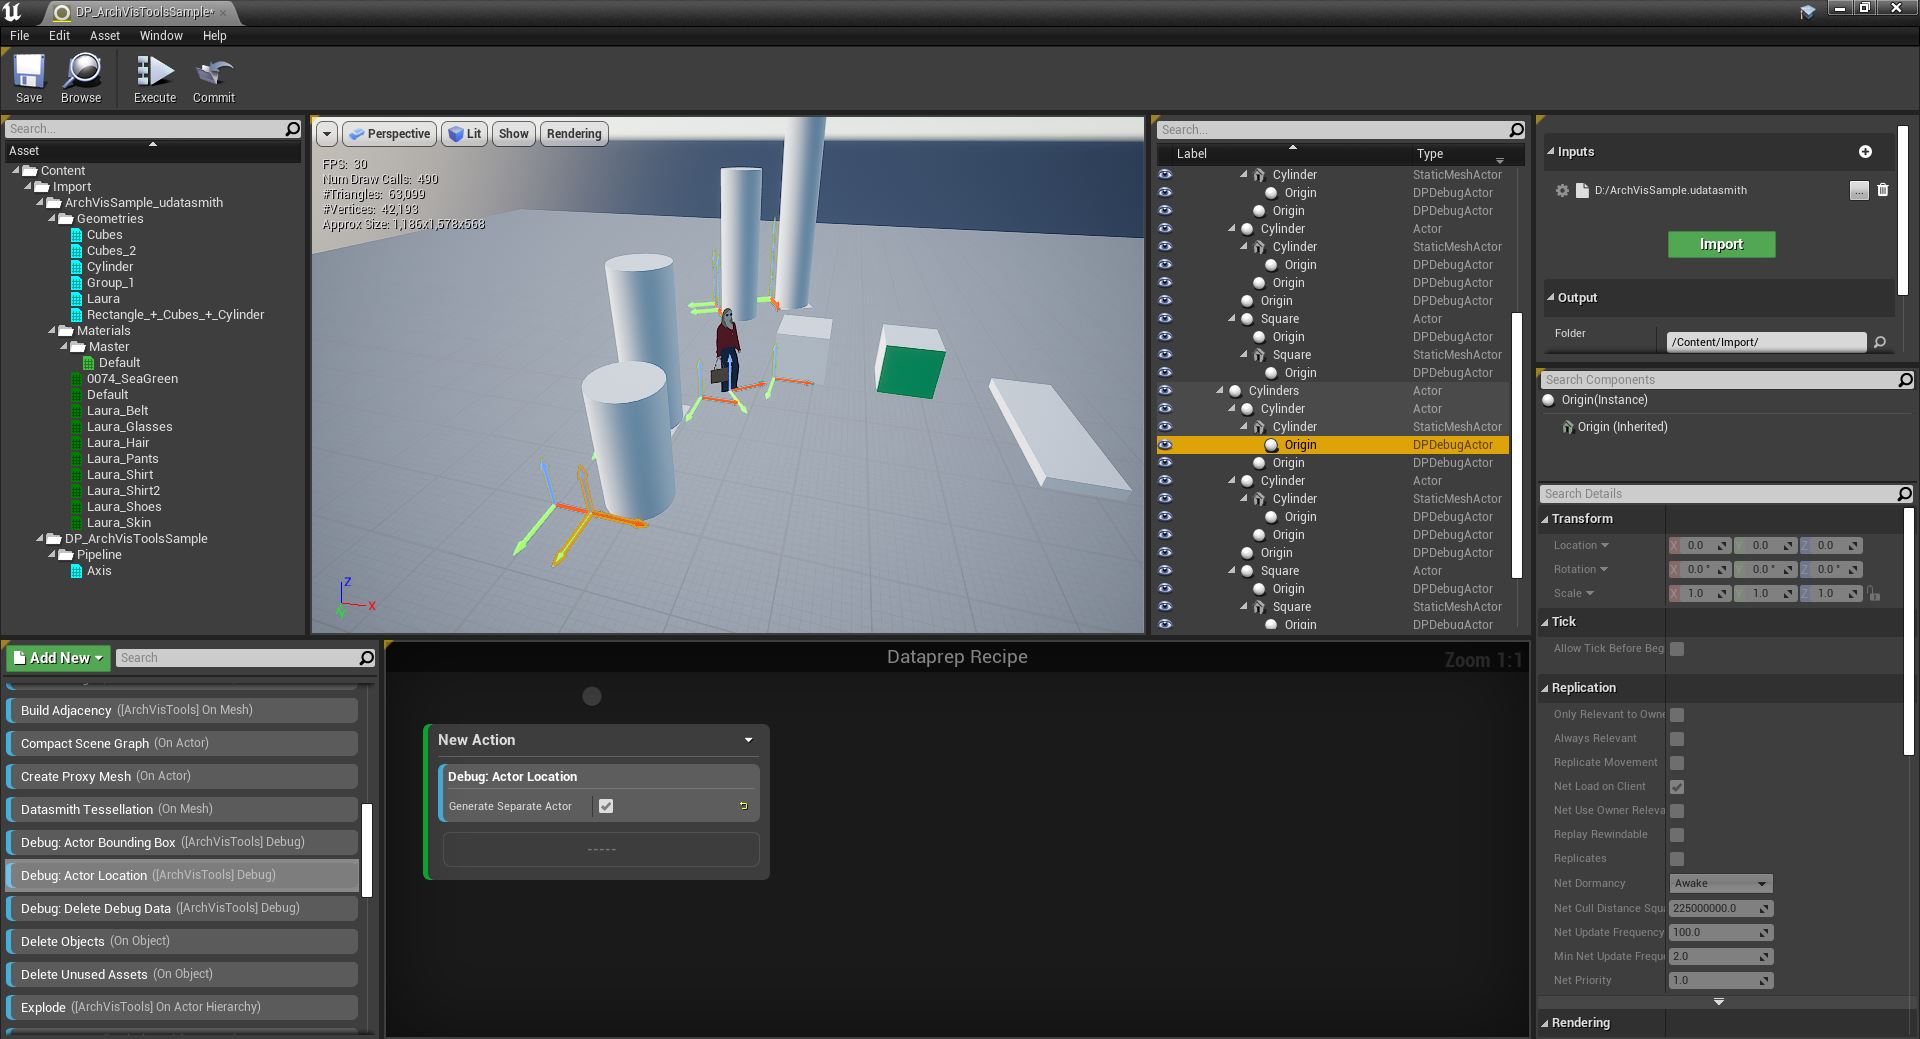 DP_ArchVisToolsSample*
File Edit Asset Window Help
Save Browse Execute Commit
Search...
Asset
Content
Import
ArchVisSample_udatasmith
Geometries
Cubes
Cubes_2
Cylinder
Group_1
Laura
Rectangle_+_Cubes_+_Cylinder
Materials
Master
Default
0074_SeaGreen
Default
Laura_Belt
Laura_Glasses
Laura_Hair
Laura_Pants
Laura_Shirt
Laura_Shirt2
Laura_Shoes
Laura_Skin
DP_ArchVisToolsSample
Pipeline
Axis
Perspective Lit Show Rendering
FPS: 30
Num Draw Calls: 490
#Triangles: 63,099
#Vertices: 42,193
Approx Size: 1,186x1,578x568
Z
X
Y
Search...
Label Type
Cylinder StaticMeshActor
Origin DPDebugActor
Origin DPDebugActor
Cylinder Actor
Cylinder StaticMeshActor
Origin DPDebugActor
Origin DPDebugActor
Origin DPDebugActor
Square Actor
Origin DPDebugActor
Square StaticMeshActor
Origin DPDebugActor
Cylinders Actor
Cylinder Actor
Cylinder StaticMeshActor
Origin DPDebugActor
Origin DPDebugActor
Cylinder Actor
Cylinder StaticMeshActor
Origin DPDebugActor
Origin DPDebugActor
Origin DPDebugActor
Square Actor
Origin DPDebugActor
Square StaticMeshActor
Origin DPDebugActor
Inputs
D:/ArchVisSample.udatasmith ...
Import
Output
Folder /Content/Import/
Search Components
Origin(Instance)
Origin (Inherited)
Search Details
Transform
Location X 0.0 Y 0.0 Z 0.0
Rotation X 0.0 ° Y 0.0 ° Z 0.0 °
Scale X 1.0 Y 1.0 Z 1.0
Tick
Allow Tick Before Beg
Replication
Only Relevant to Owne
Always Relevant
Replicate Movement
Net Load on Client
Net Use Owner Releva
Replay Rewindable
Replicates
Net Dormancy Awake
Net Cull Distance Squa 225000000.0
Net Update Frequency 100.0
Min Net Update Frequ 2.0
Net Priority 1.0
Rendering
Add New Search
Build Adjacency ([ArchVisTools] On Mesh)
Compact Scene Graph (On Actor)
Create Proxy Mesh (On Actor)
Datasmith Tessellation (On Mesh)
Debug: Actor Bounding Box ([ArchVisTools] Debug)
Debug: Actor Location ([ArchVisTools] Debug)
Debug: Delete Debug Data ([ArchVisTools] Debug)
Delete Objects (On Object)
Delete Unused Assets (On Object)
Explode ([ArchVisTools] On Actor Hierarchy)
Dataprep Recipe
Zoom 1:1
New Action
Debug: Actor Location
Generate Separate Actor
-----